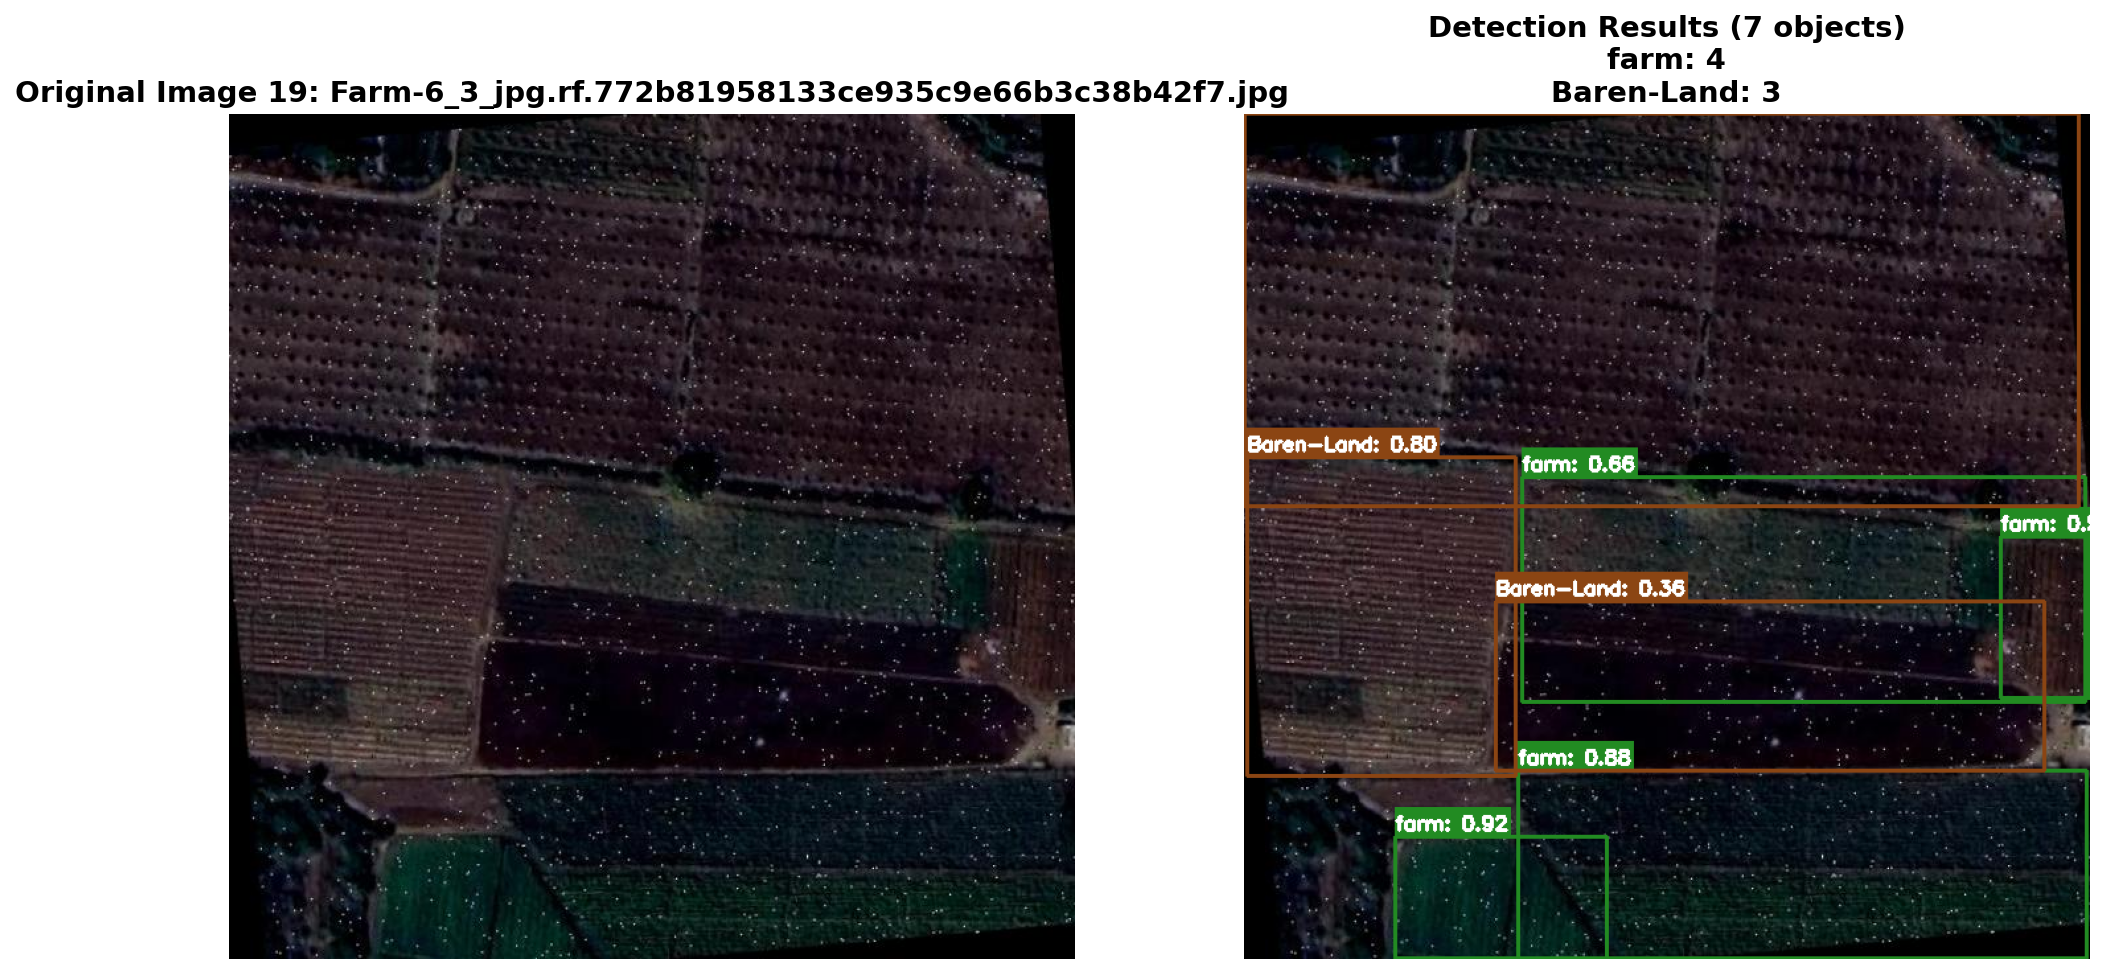 Original Image 19: Farm-6_3_jpg.rf.772b81958133ce935c9e66b3c38b42f7.jpg
Detection Results (7 objects)
farm: 4
Baren-Land: 3
Baren-Land: 0.80
farm: 0.66
farm:
Baren-Land: 0.36
farm: 0.88
farm: 0.92